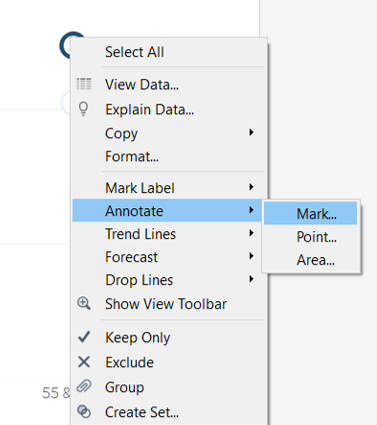 Select All
View Data...
Explain Data...
Copy
Format...
Mark Label
Annotate
Mark...
Trend Lines
Point...
Forecast
Area...
Drop Lines
Show View Toolbar
Keep Only
Exclude
Group
55 &
Create Set...